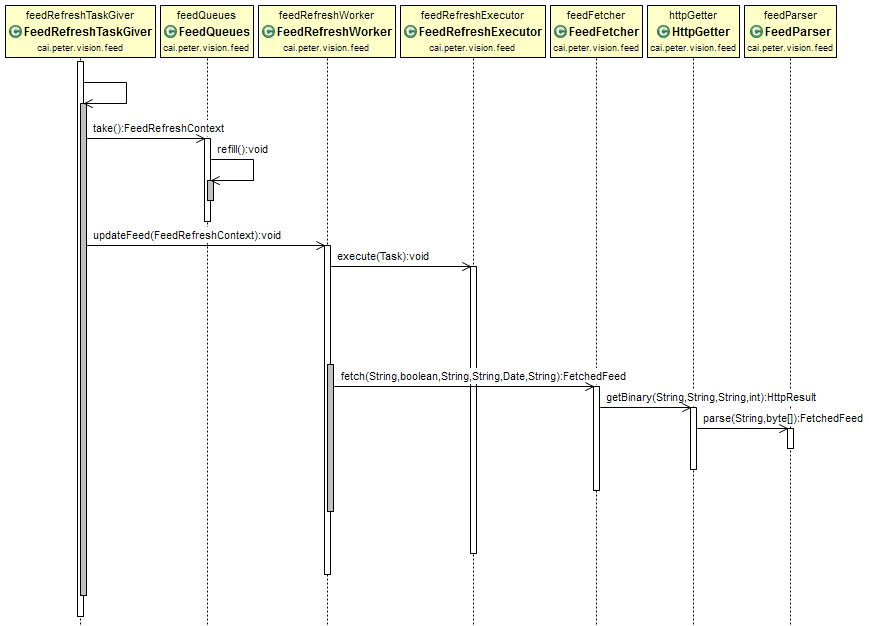 feedRefreshTaskGiver
C FeedRefreshTaskGiver
cai.peter.vision.feed
feedQueues
C FeedQueues
cai.peter.vision.feed
feedRefreshWorker
C FeedRefreshWorker
cai.peter.vision.feed
feedRefreshExecutor
C FeedRefreshExecutor
cai.peter.vision.feed
feedFetcher
C FeedFetcher
cai.peter.vision.feed
httpGetter
C HttpGetter
cai.peter.vision.feed
feedParser
C FeedParser
cai.peter.vision.feed
take():FeedRefreshContext
refill():void
updateFeed(FeedRefreshContext):void
execute(Task):void
fetch(String,boolean,String,String,Date,String):FetchedFeed
getBinary(String,String,String,int):HttpResult
parse(String,byte[]):FetchedFeed